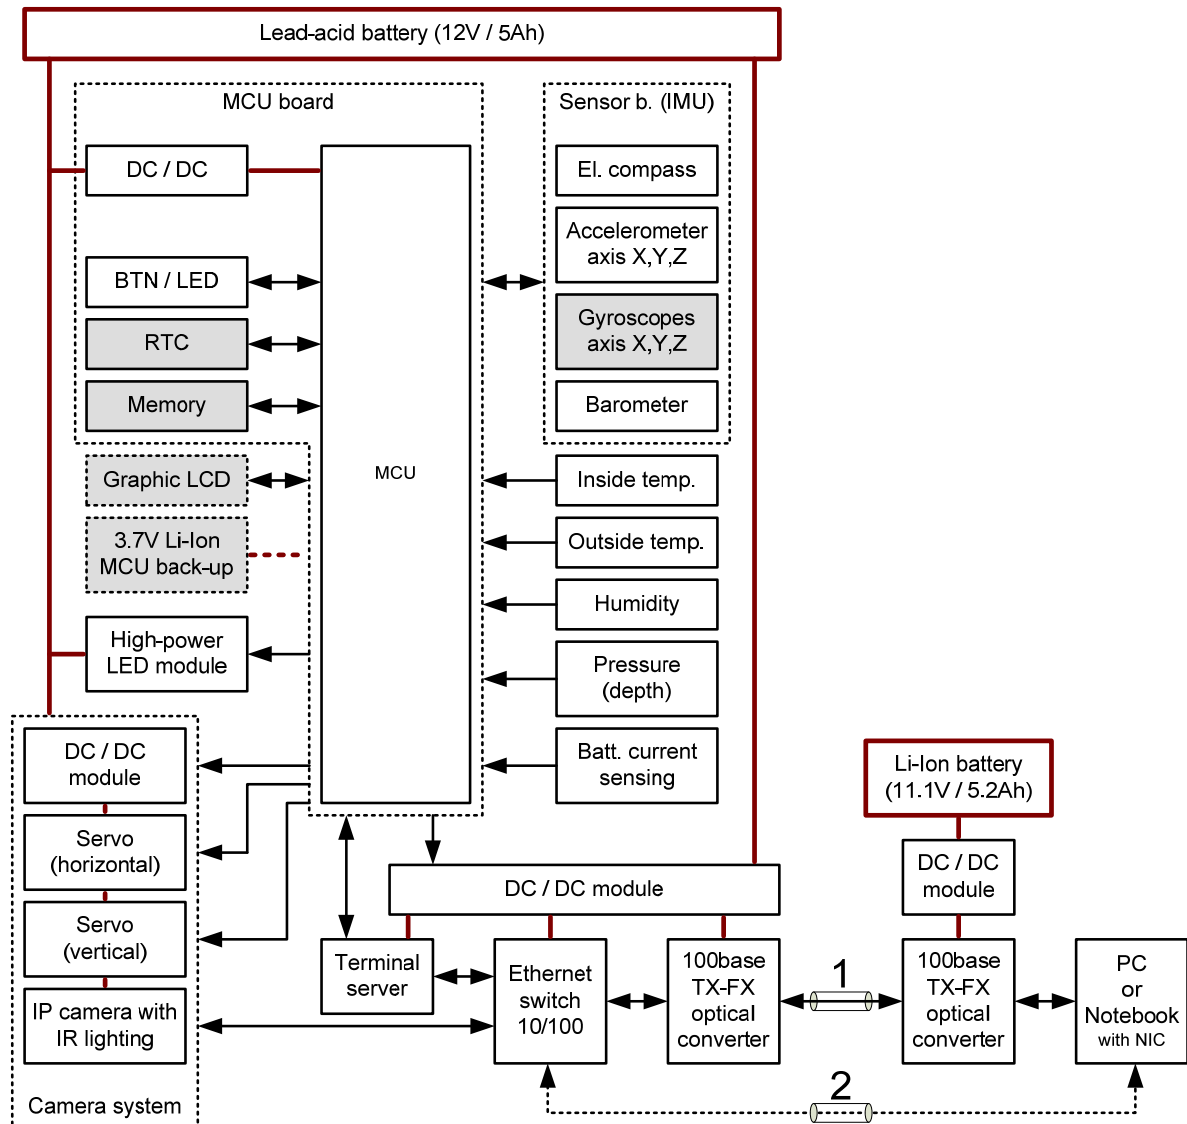 Lead-acid battery (12V / 5Ah)
MCU board
Sensor b. (IMU)
DC / DC
El. compass
Accelerometer
axis X,Y,Z
BTN / LED
Gyroscopes
axis X,Y,Z
RTC
Memory
Barometer
MCU
Graphic LCD
Inside temp.
3.7V Li-Ion
MCU back-up
Outside temp.
Humidity
High-power
LED module
Pressure
(depth)
DC / DC
module
Batt. current
sensing
Li-Ion battery
(11.1V / 5.2Ah)
Servo
(horizontal)
DC / DC module
DC / DC
module
Servo
(vertical)
Terminal
server
Ethernet
switch
10/100
100base
TX-FX
optical
converter
1
100base
TX-FX
optical
converter
PC
or
Notebook
with NIC
IP camera with
IR lighting
2
Camera system